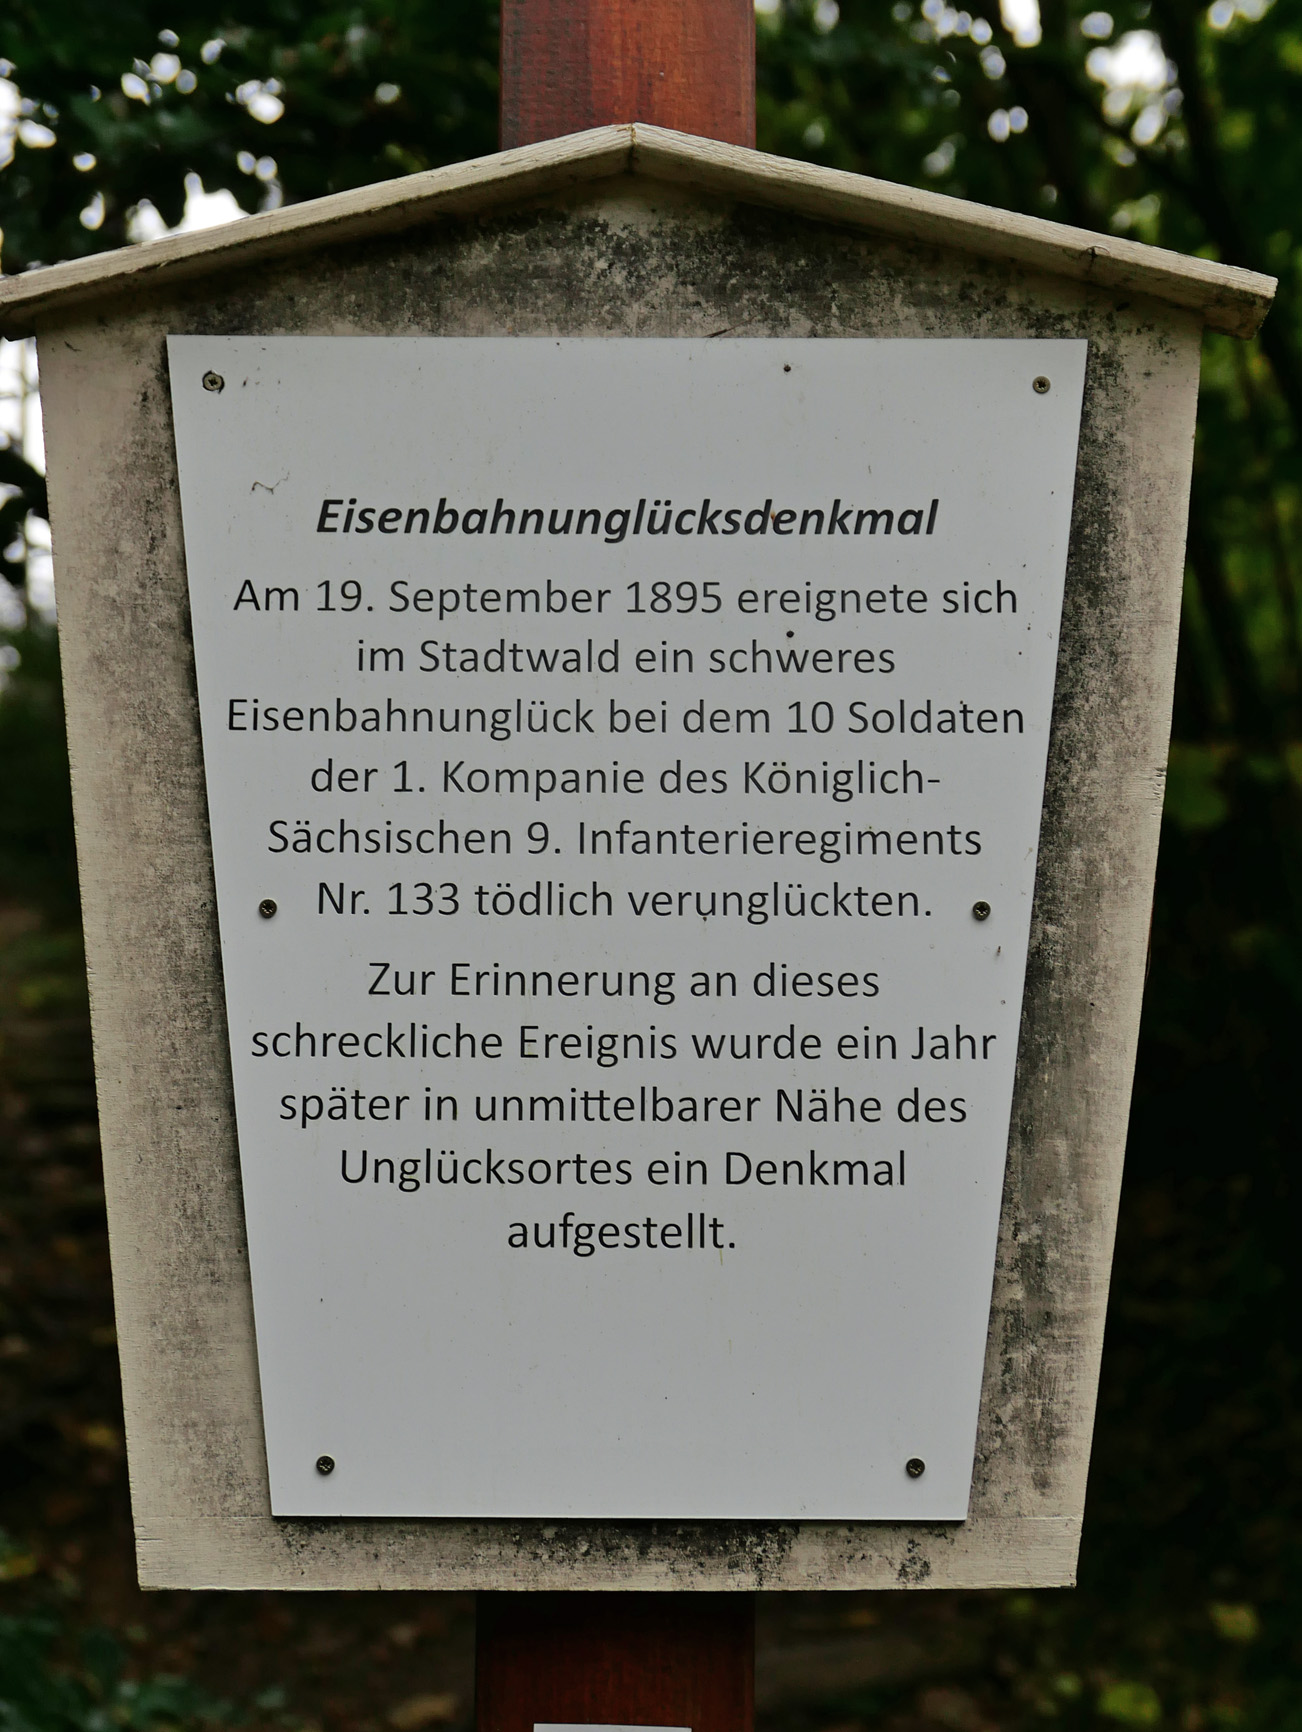 Eisenbahnunglücksdenkmal
Am 19. September 1895 ereignete sich
im Stadtwald ein schweres
Eisenbahnunglück bei dem 10 Soldaten
der 1. Kompanie des Königlich-
Sächsischen 9. Infanterieregiments
Nr. 133 tödlich verunglückten.
Zur Erinnerung an dieses
schreckliche Ereignis wurde ein Jahr
später in unmittelbarer Nähe des
Unglücksortes ein Denkmal
aufgestellt.